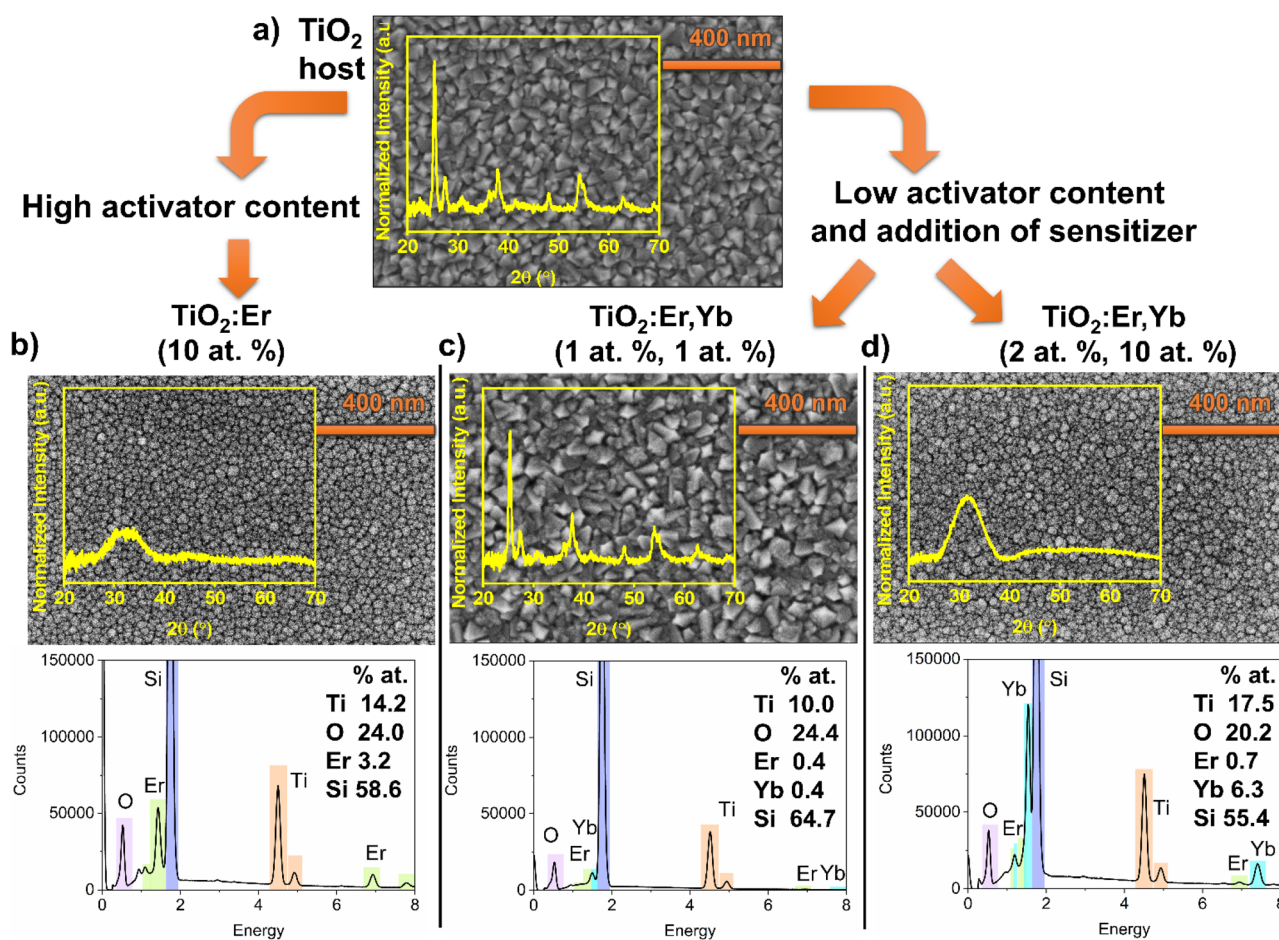 a) TiO2
host
400 nm
Normalized Intensity (a.u
20 30 40 50 60 70
2θ (°)
High activator content
Low activator content
and addition of sensitizer
b)
TiO2:Er
(10 at. %)
c)
TiO2:Er,Yb
(1 at. %, 1 at. %)
d)
TiO2:Er,Yb
(2 at. %, 10 at. %)
400 nm
Normalized Intensity (a.u.)
20 30 40 50 60 70
2θ (°)
400 nm
Normalized Intensity (a.u.)
20 30 40 50 60 70
2θ (°)
400 nm
Normalized Intensity (a.u.)
20 30 40 50 60 70
2θ (°)
150000
100000
50000
0
Counts
0 2 4 6 8
Energy
O
Er
Si
Ti
Er
% at.
Ti 14.2
O 24.0
Er 3.2
Si 58.6
150000
100000
50000
0
Counts
0 2 4 6 8
Energy
O
Yb
Er
Si
Ti
Er Yb
% at.
Ti 10.0
O 24.4
Er 0.4
Yb 0.4
Si 64.7
150000
100000
50000
0
Counts
0 2 4 6 8
Energy
O
Er
Yb
Si
Ti
Er
Yb
% at.
Ti 17.5
O 20.2
Er 0.7
Yb 6.3
Si 55.4